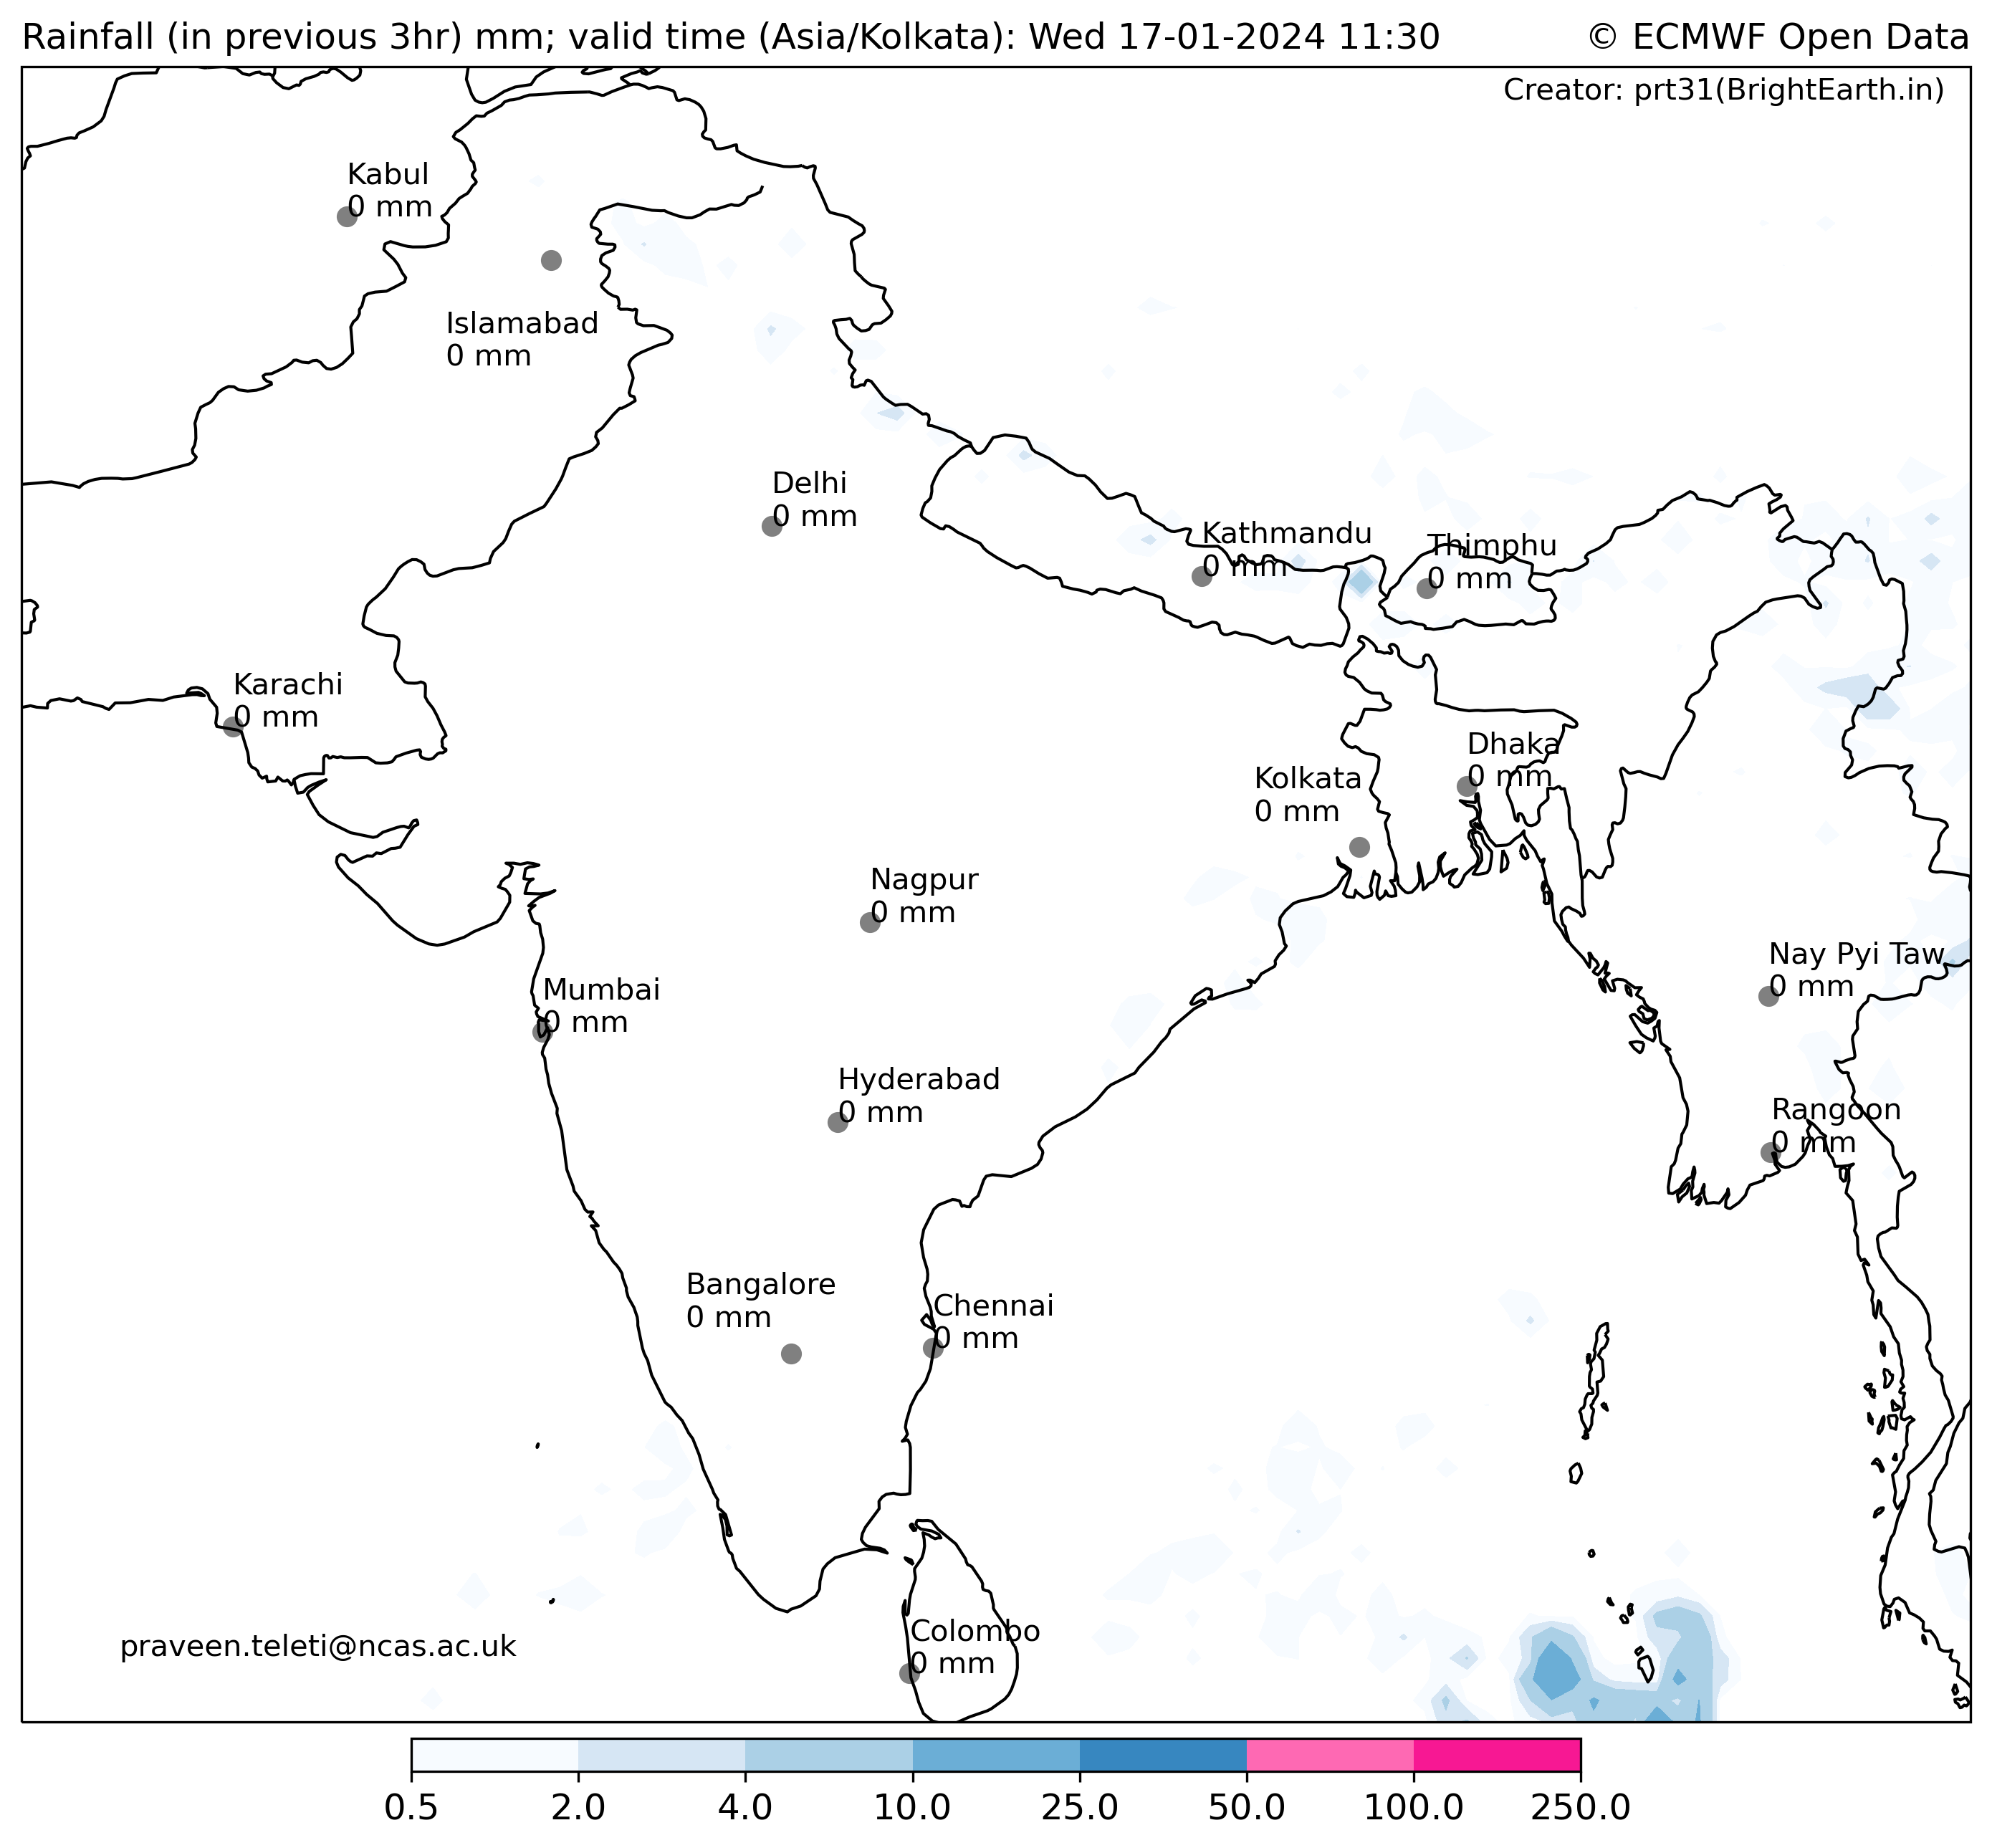 Rainfall (in previous 3hr) mm; valid time (Asia/Kolkata): Wed 17-01-2024 11:30
© ECMWF Open Data
Creator: prt31(BrightEarth.in)
Kabul
0 mm
Islamabad
0 mm
Delhi
0 mm
Kathmandu
0 mm
Thimphu
0 mm
Karachi
0 mm
Dhaka
0 mm
Kolkata
0 mm
Nagpur
0 mm
Nay Pyi Taw
0 mm
Mumbai
0 mm
Hyderabad
0 mm
Rangoon
0 mm
Bangalore
0 mm
Chennai
0 mm
Colombo
0 mm
praveen.teleti@ncas.ac.uk
0.5 2.0 4.0 10.0 25.0 50.0 100.0 250.0